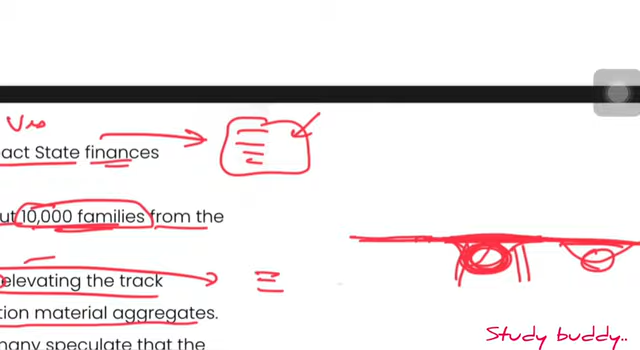 act State finances
ut 10,000 families from the
elevating the track
tion material aggregates.
many speculate that the
Study buddy..